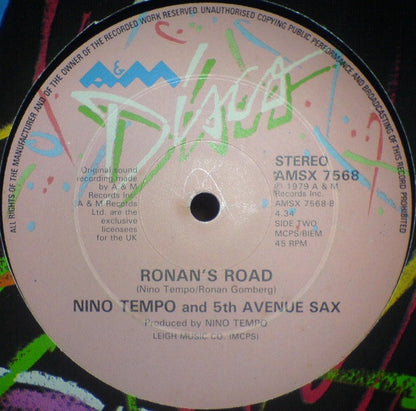 ALL RIGHTS OF THE MANUFACTURER AND OF THE OWNER OF THE RECORDED WORK RESERVED UNAUTHORISED COPYING PUBLIC PERFORMANCE AND BROADCASTING OF THIS RECORD PROHIBITED
A&M
Disco
Original sound
recording made by
A & M
Records Inc.
A & M Records
Ltd. are the
exclusive
licensees
for the UK
STEREO
AMSX 7568
℗ 1979 A & M
Records Inc.
AMSX 7568-B
4.34
SIDE TWO
MCPS/BIEM
45 RPM
RONAN'S ROAD
(Nino Tempo/Ronan Gomberg)
NINO TEMPO and 5th AVENUE SAX
Produced by NINO TEMPO
LEIGH MUSIC CO. (MCPS)